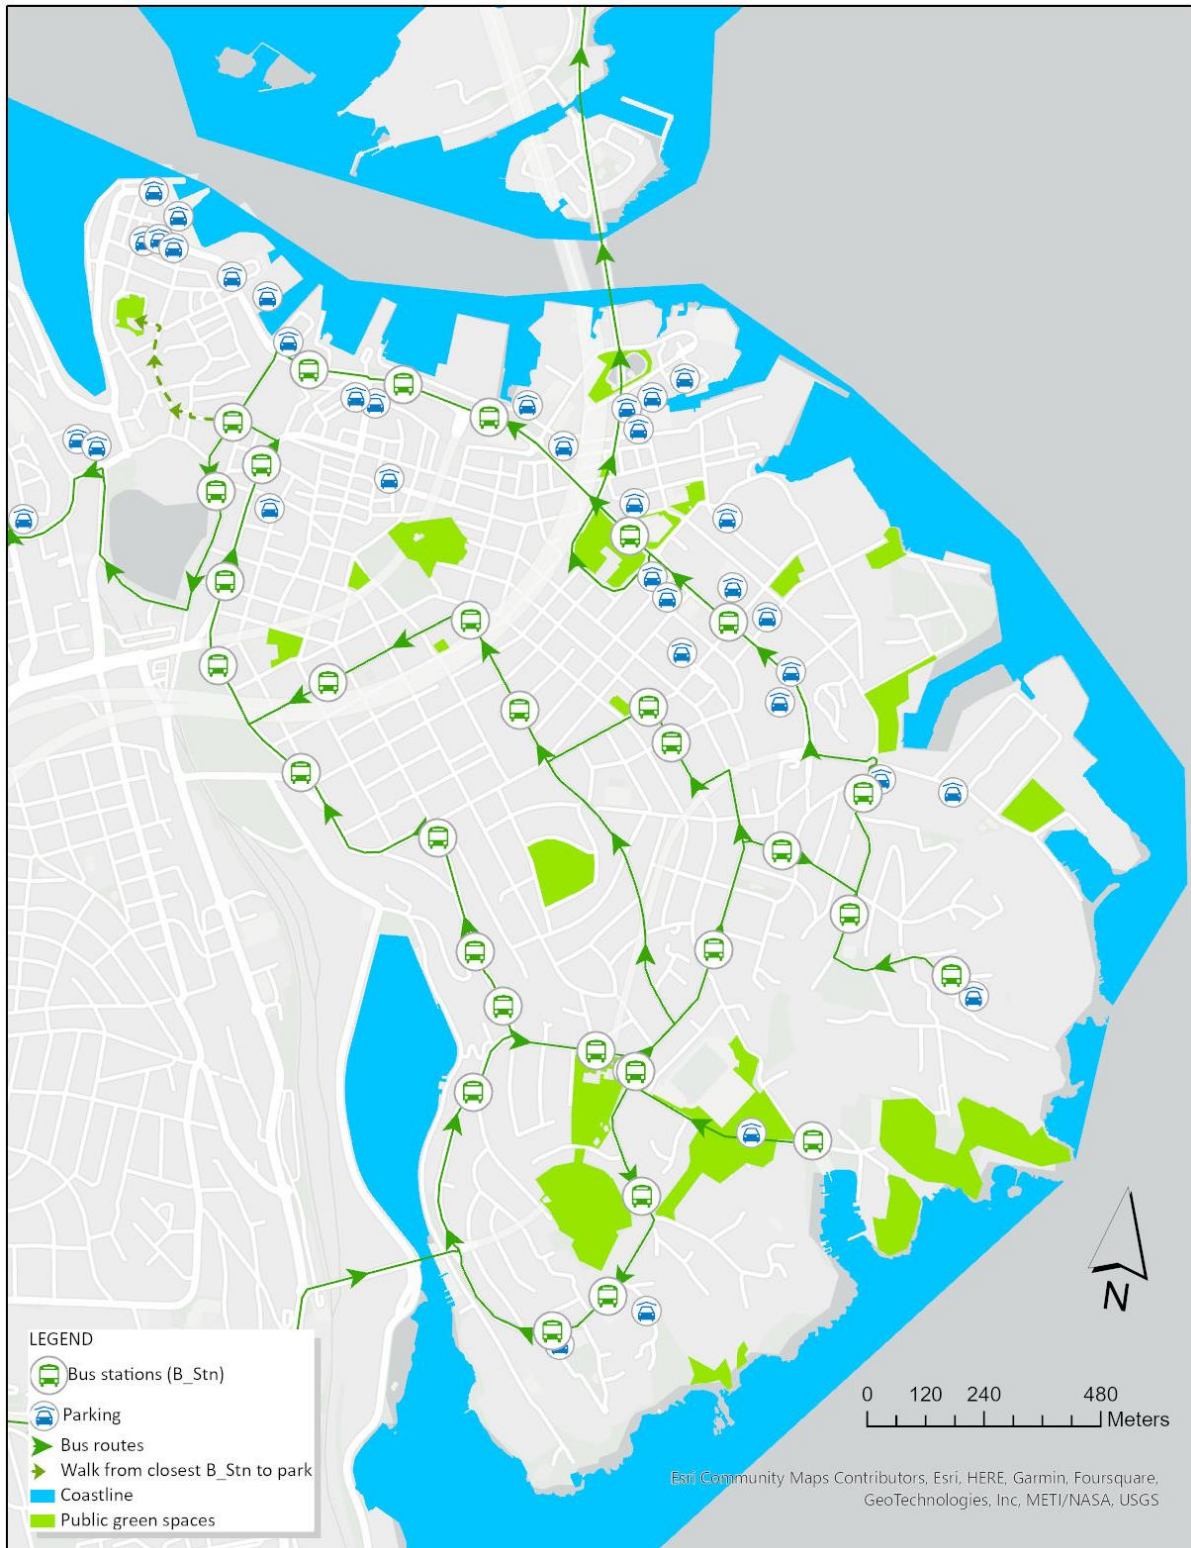 N
LEGEND
Bus stations (B_Stn)
Parking
Bus routes
Walk from closest B_Stn to park
Coastline
Public green spaces
0 120 240 480
Meters
Esri Community Maps Contributors, Esri, HERE, Garmin, Foursquare,
GeoTechnologies, Inc, METI/NASA, USGS